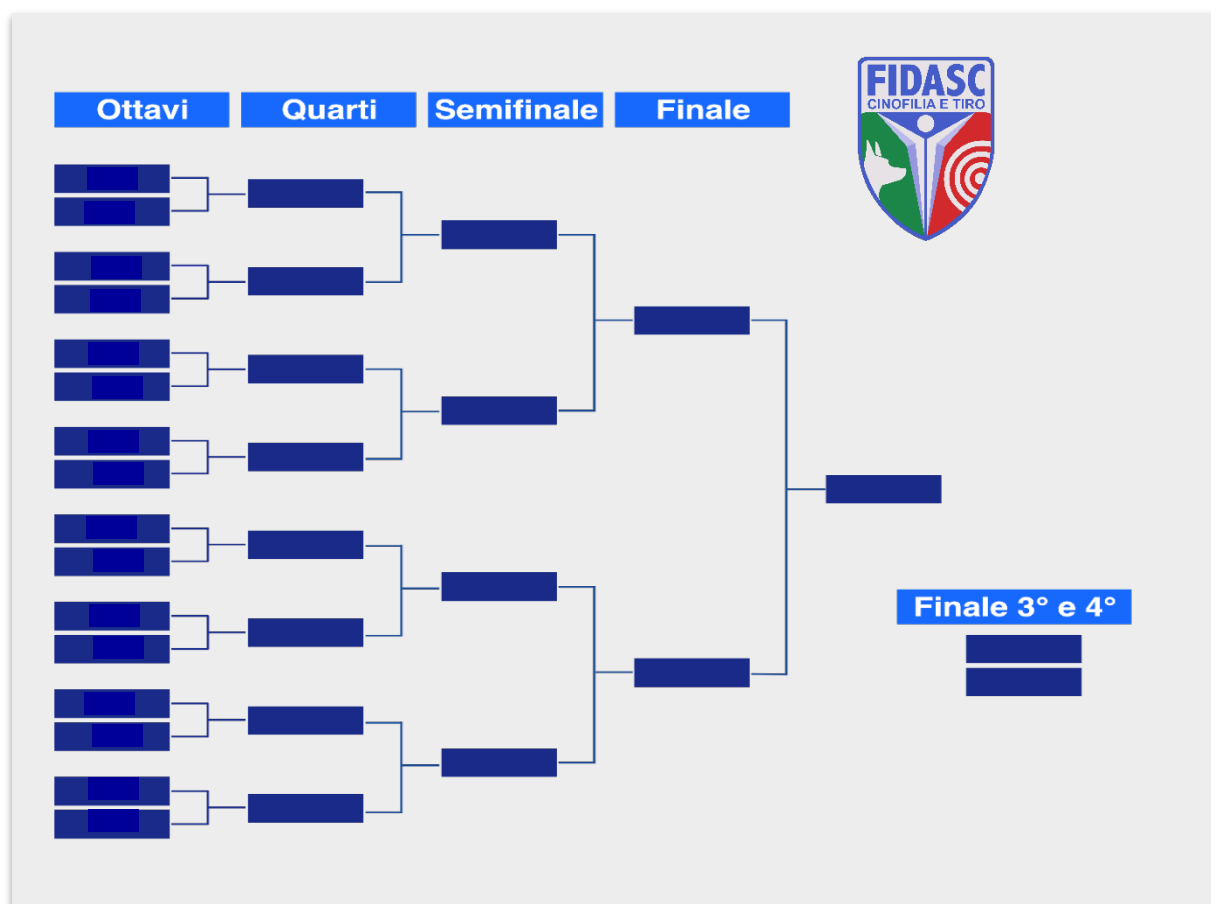 FIDASC
CINOFILIA E TIRO
Ottavi
Quarti
Semifinale
Finale
Finale 3° e 4°